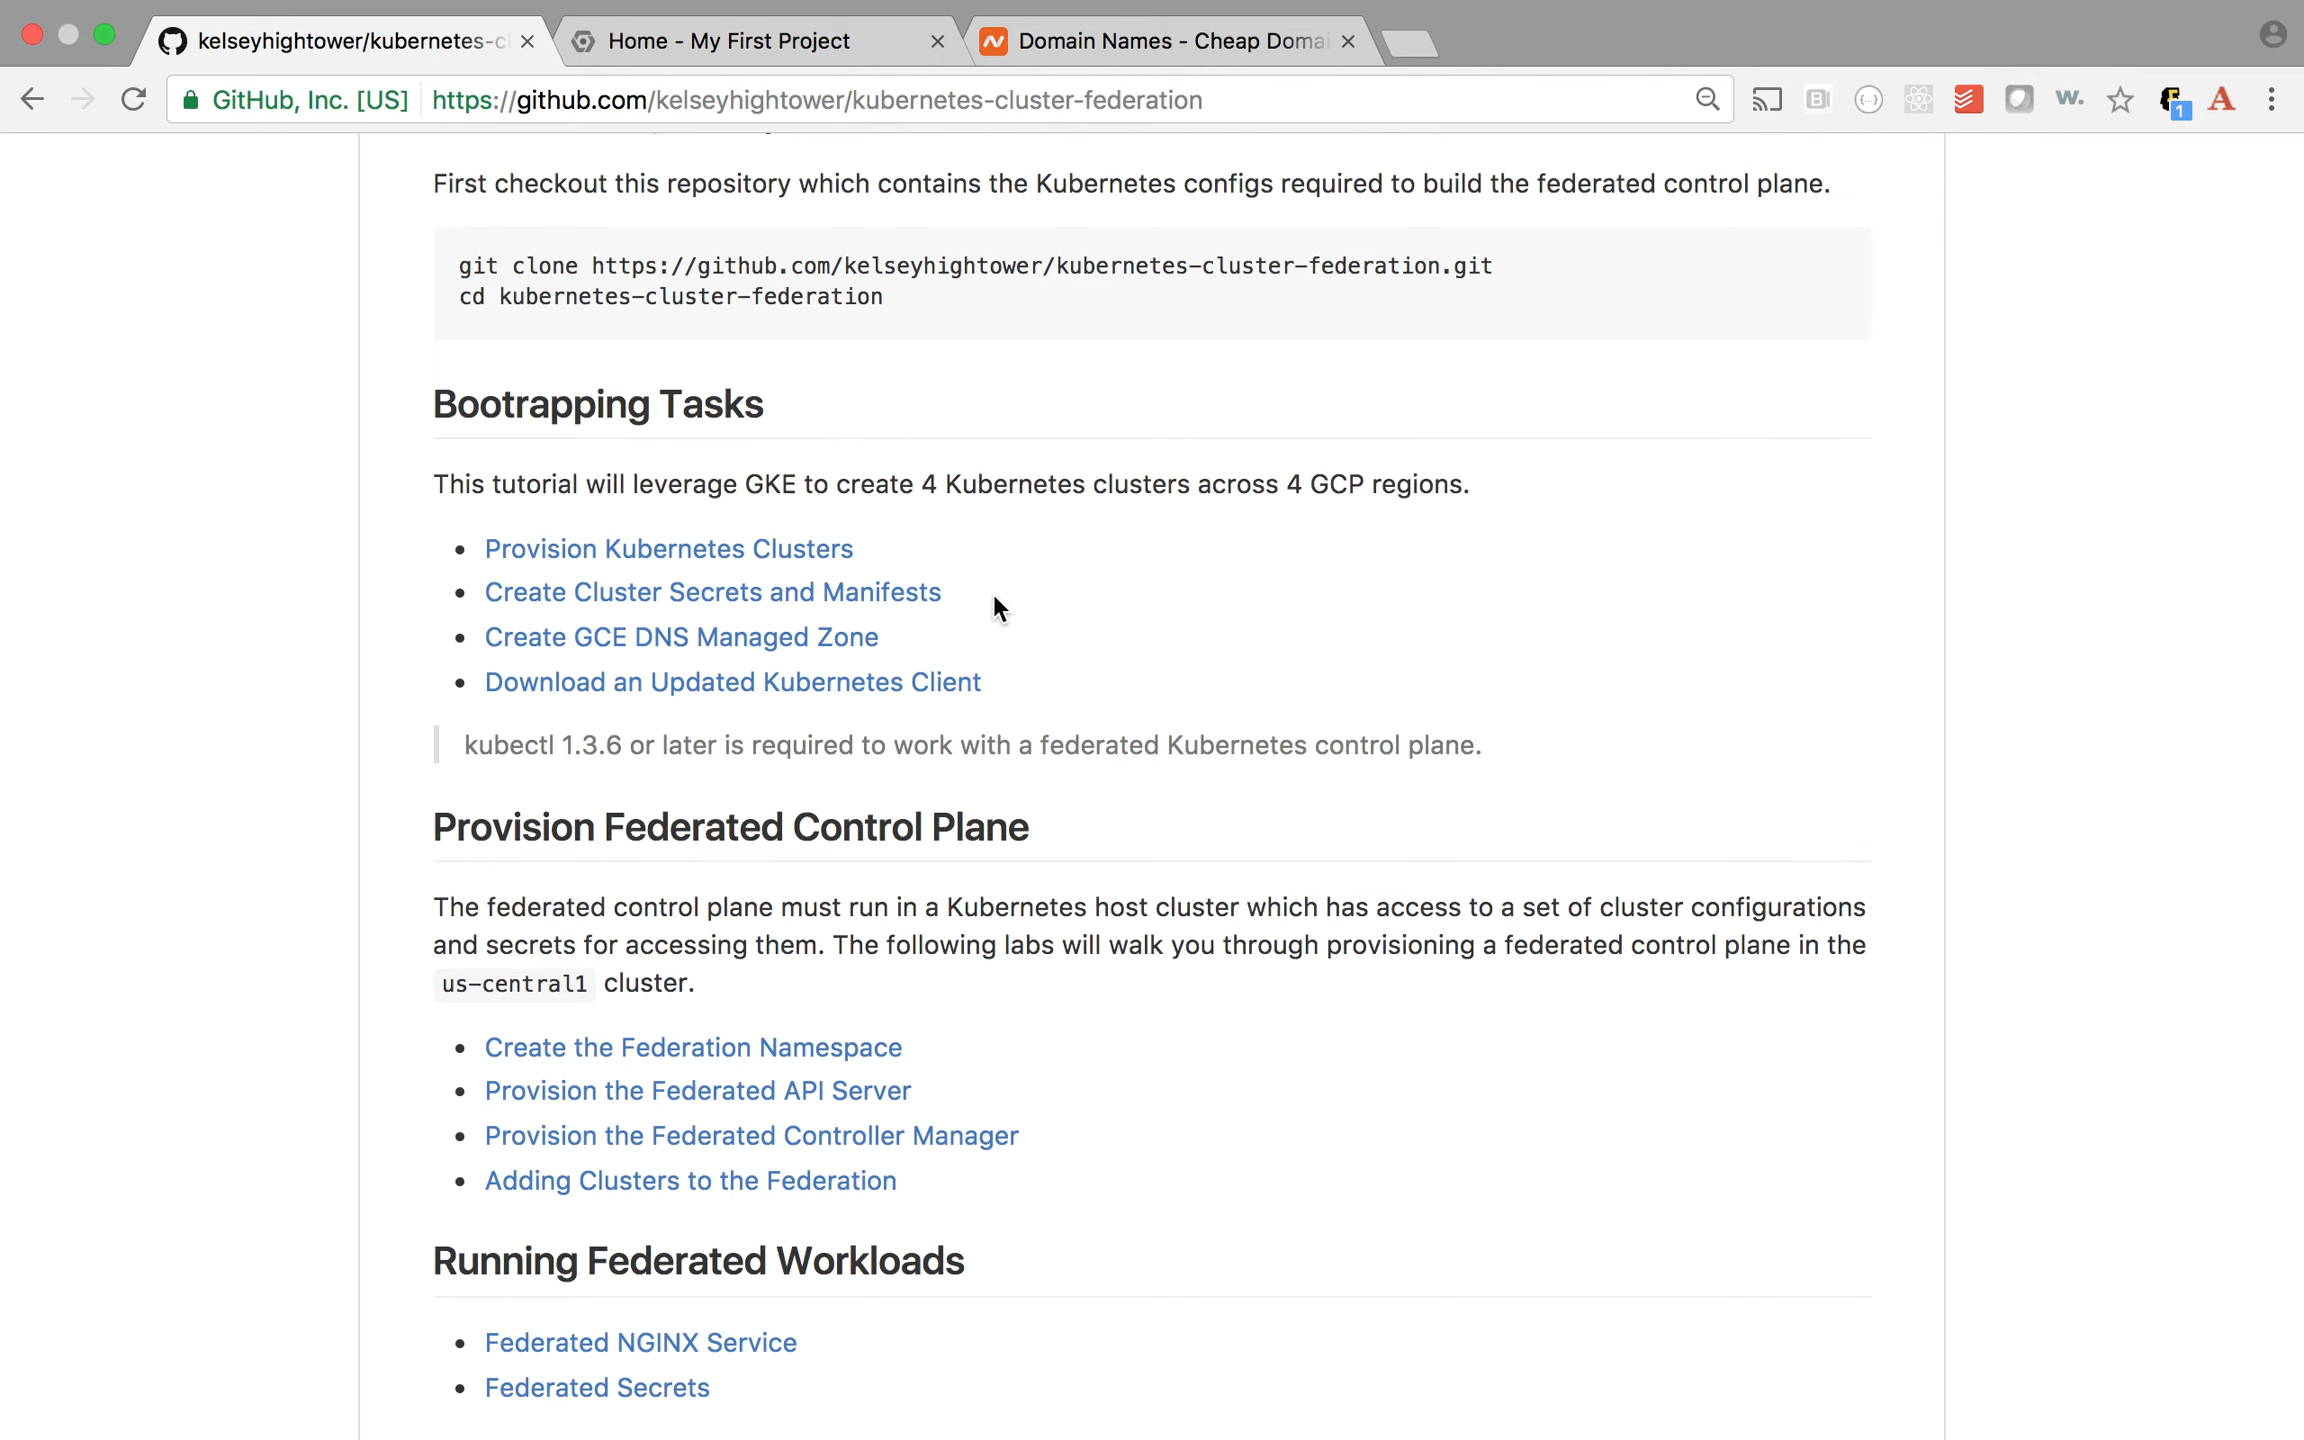 kelseyhightower/kubernetes-c
Home - My First Project
Domain Names - Cheap Domai
GitHub, Inc. [US] https://github.com/kelseyhightower/kubernetes-cluster-federation
1
First checkout this repository which contains the Kubernetes configs required to build the federated control plane.
git clone https://github.com/kelseyhightower/kubernetes-cluster-federation.git
cd kubernetes-cluster-federation
Bootrapping Tasks
This tutorial will leverage GKE to create 4 Kubernetes clusters across 4 GCP regions.
Provision Kubernetes Clusters
Create Cluster Secrets and Manifests
Create GCE DNS Managed Zone
Download an Updated Kubernetes Client
kubectl 1.3.6 or later is required to work with a federated Kubernetes control plane.
Provision Federated Control Plane
The federated control plane must run in a Kubernetes host cluster which has access to a set of cluster configurations
and secrets for accessing them. The following labs will walk you through provisioning a federated control plane in the
us-central1 cluster.
Create the Federation Namespace
Provision the Federated API Server
Provision the Federated Controller Manager
Adding Clusters to the Federation
Running Federated Workloads
Federated NGINX Service
Federated Secrets